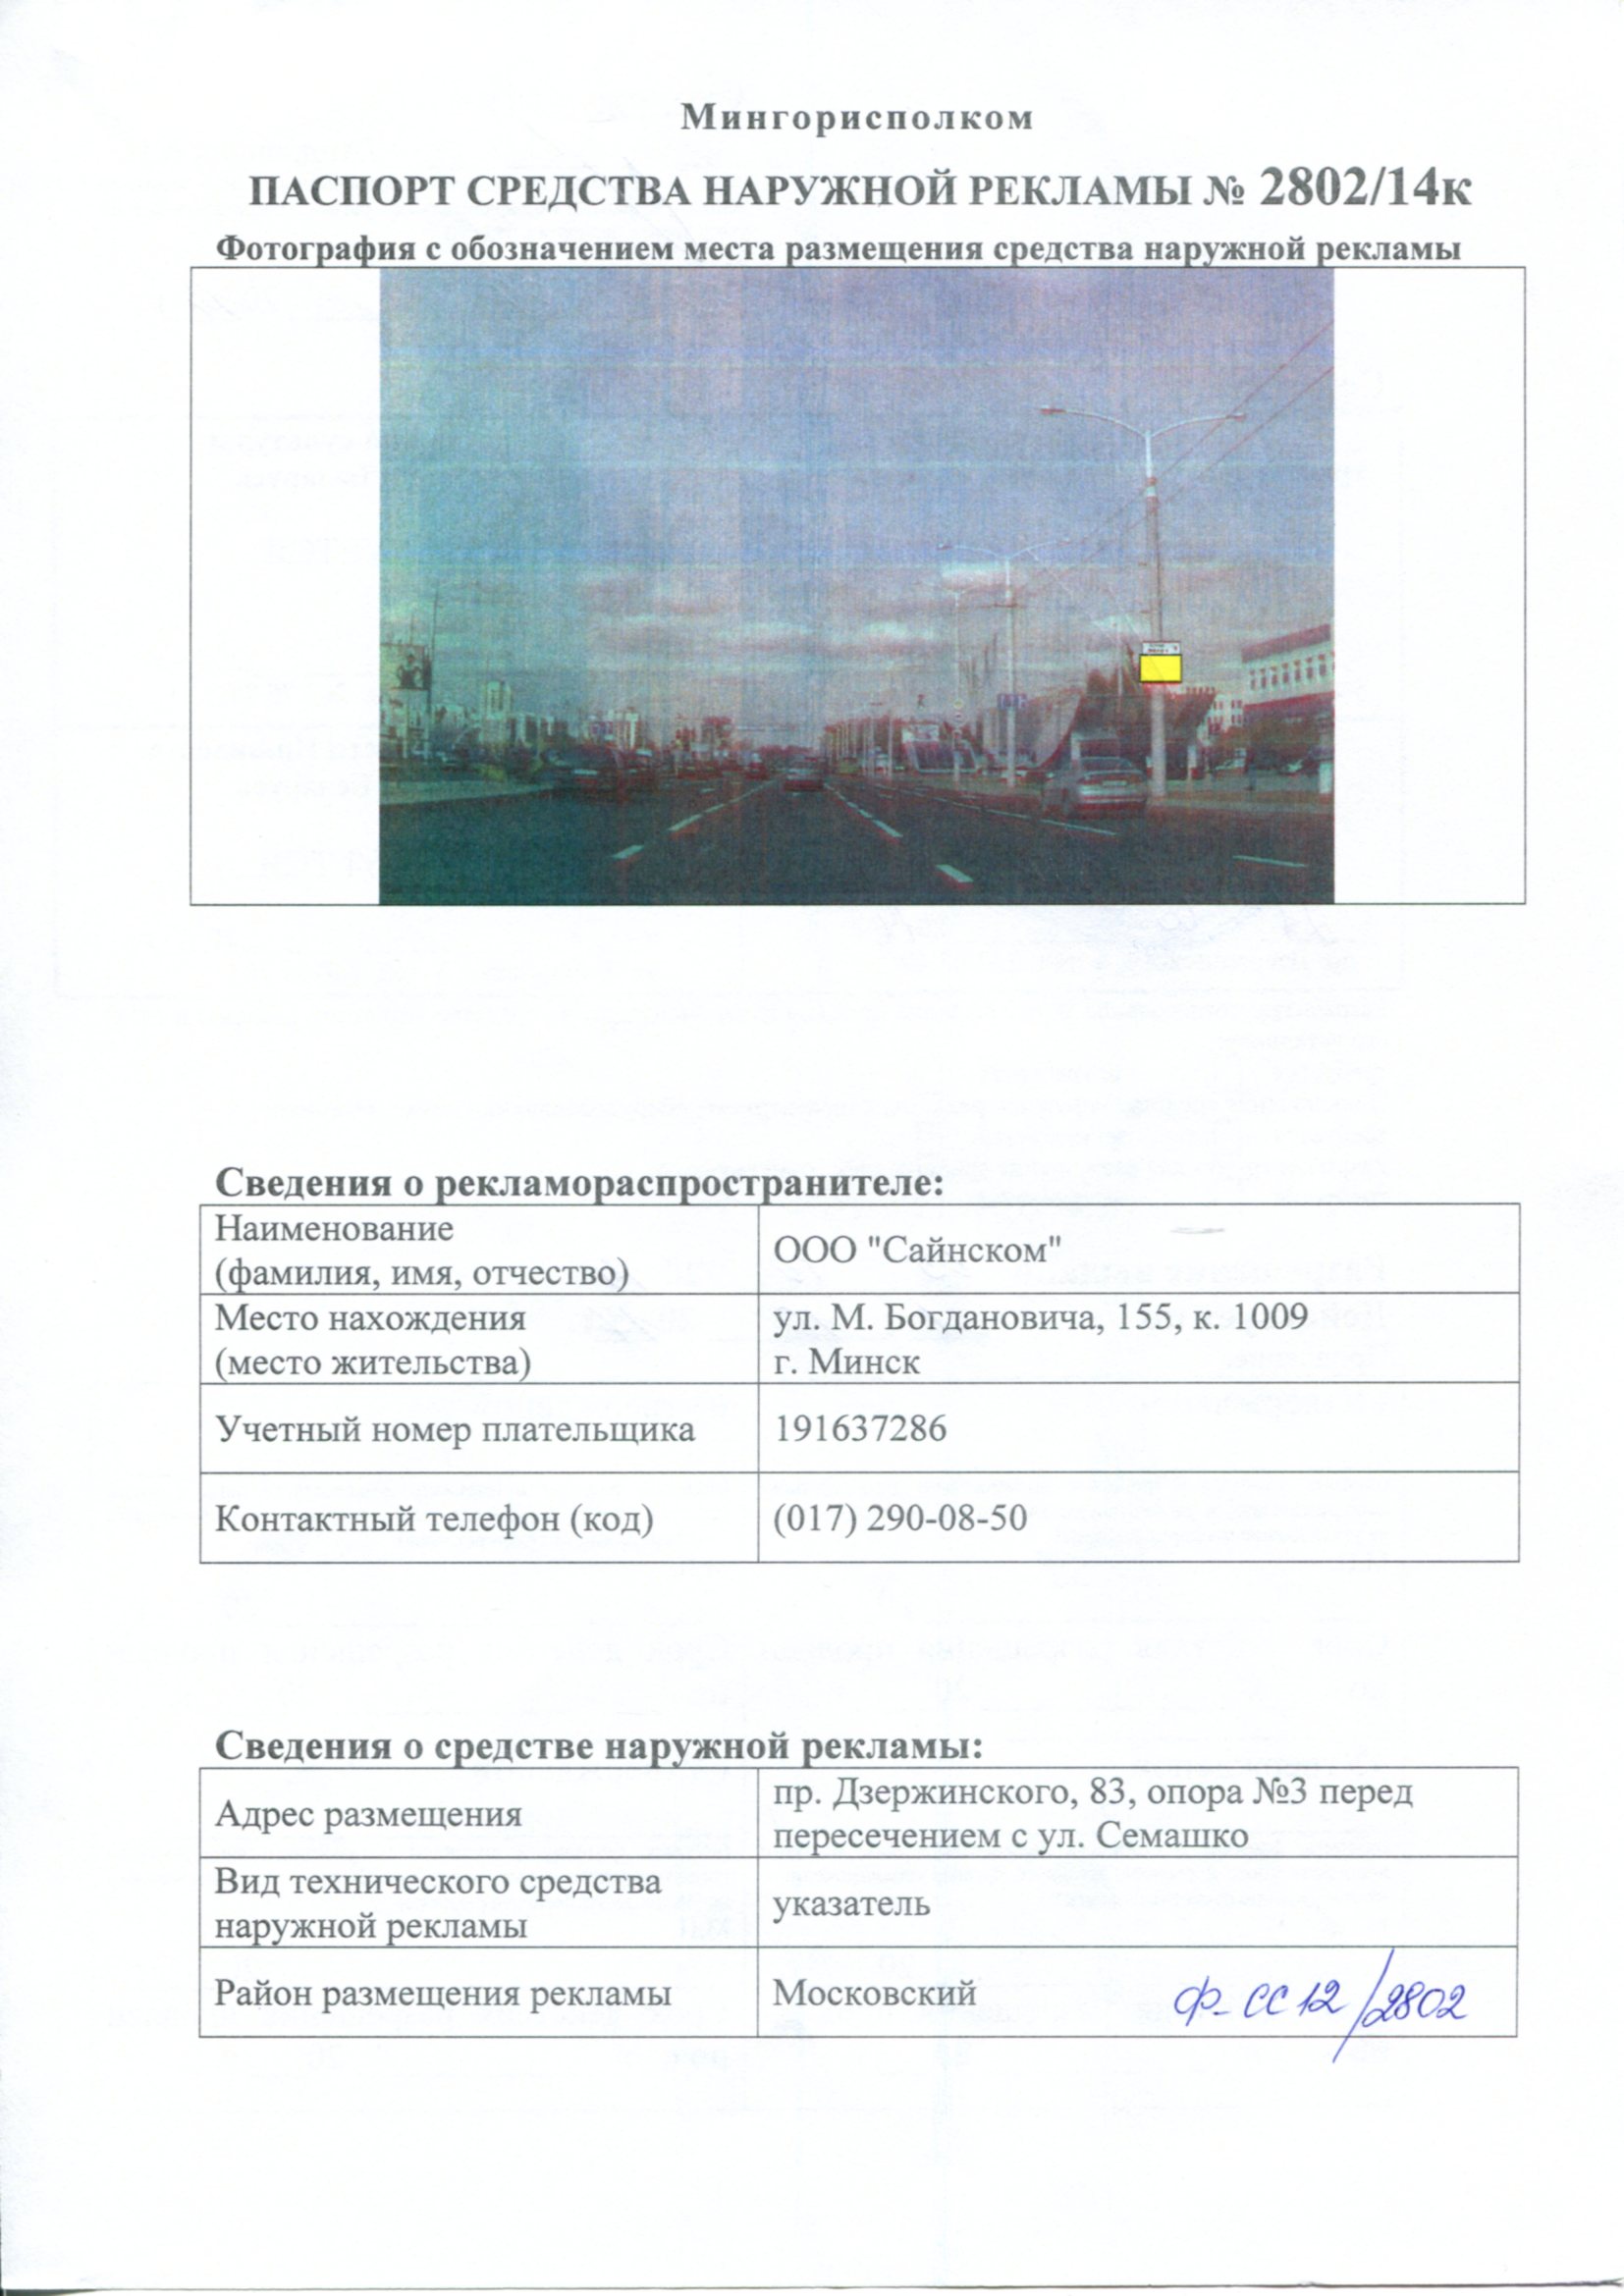 Мингорисполком
ПАСПОРТ СРЕДСТВА НАРУЖНОЙ РЕКЛАМЫ № 2802/14к
Фотография с обозначением места размещения средства наружной рекламы
Сведения о рекламораспространителе:
Наименование
(фамилия, имя, отчество)
ООО "Сайнском"
Место нахождения
(место жительства)
ул. М. Богдановича, 155, к. 1009
г. Минск
Учетный номер плательщика
191637286
Контактный телефон (код)
(017) 290-08-50
Сведения о средстве наружной рекламы:
Адрес размещения
пр. Дзержинского, 83, опора №3 перед
пересечением с ул. Семашко
Вид технического средства
наружной рекламы
указатель
Район размещения рекламы
Московский
Ф-СС12/2802